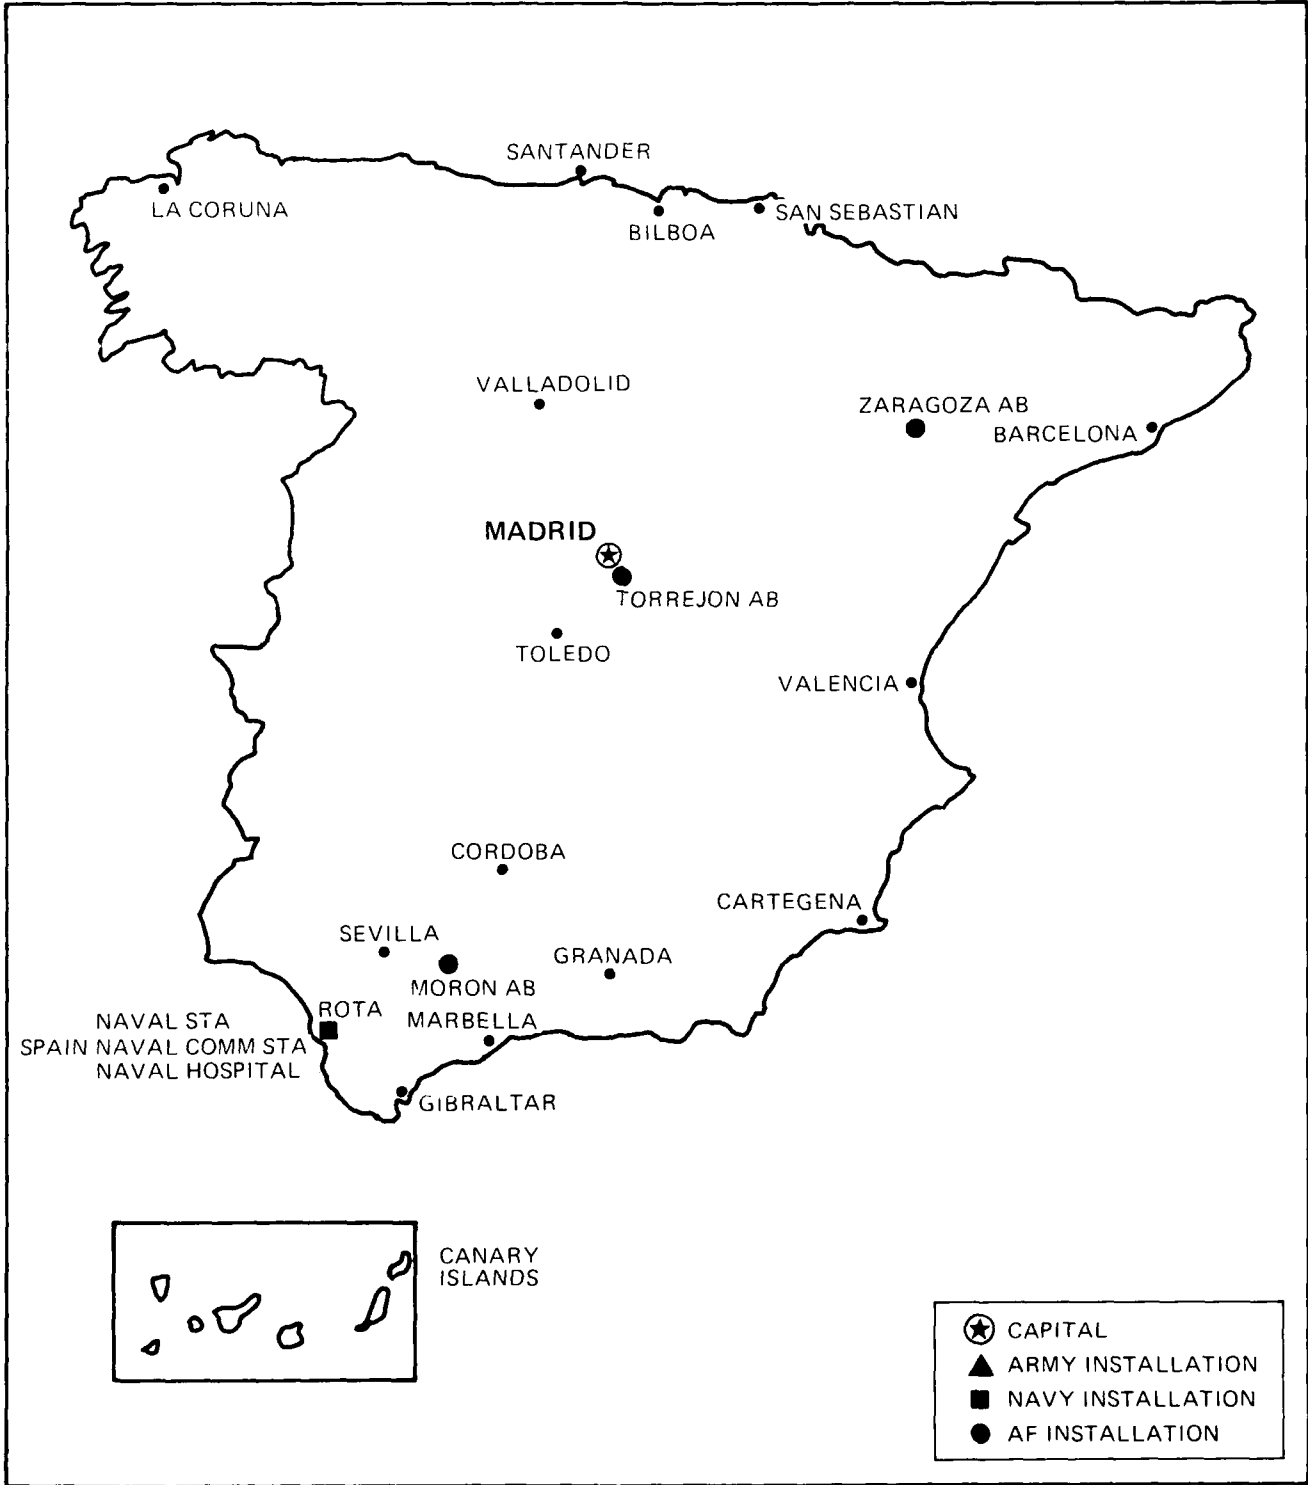 SANTANDER
LA CORUNA
BILBOA
SAN SEBASTIAN
VALLADOLID
ZARAGOZA AB
BARCELONA
MADRID
TORREJON AB
TOLEDO
VALENCIA
CORDOBA
CARTEGENA
SEVILLA
GRANADA
MORON AB
ROTA
MARBELLA
NAVAL STA
SPAIN NAVAL COMM STA
NAVAL HOSPITAL
GIBRALTAR
CANARY
ISLANDS
CAPITAL
ARMY INSTALLATION
NAVY INSTALLATION
AF INSTALLATION